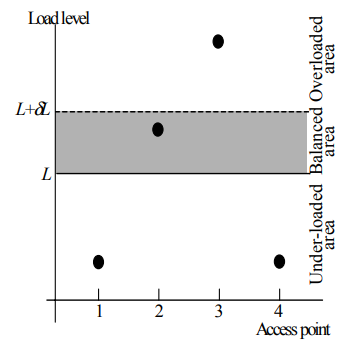 Load level
L+δL
L
Overloaded
area
Balanced
area
Under-loaded
area
1 2 3 4
Access point